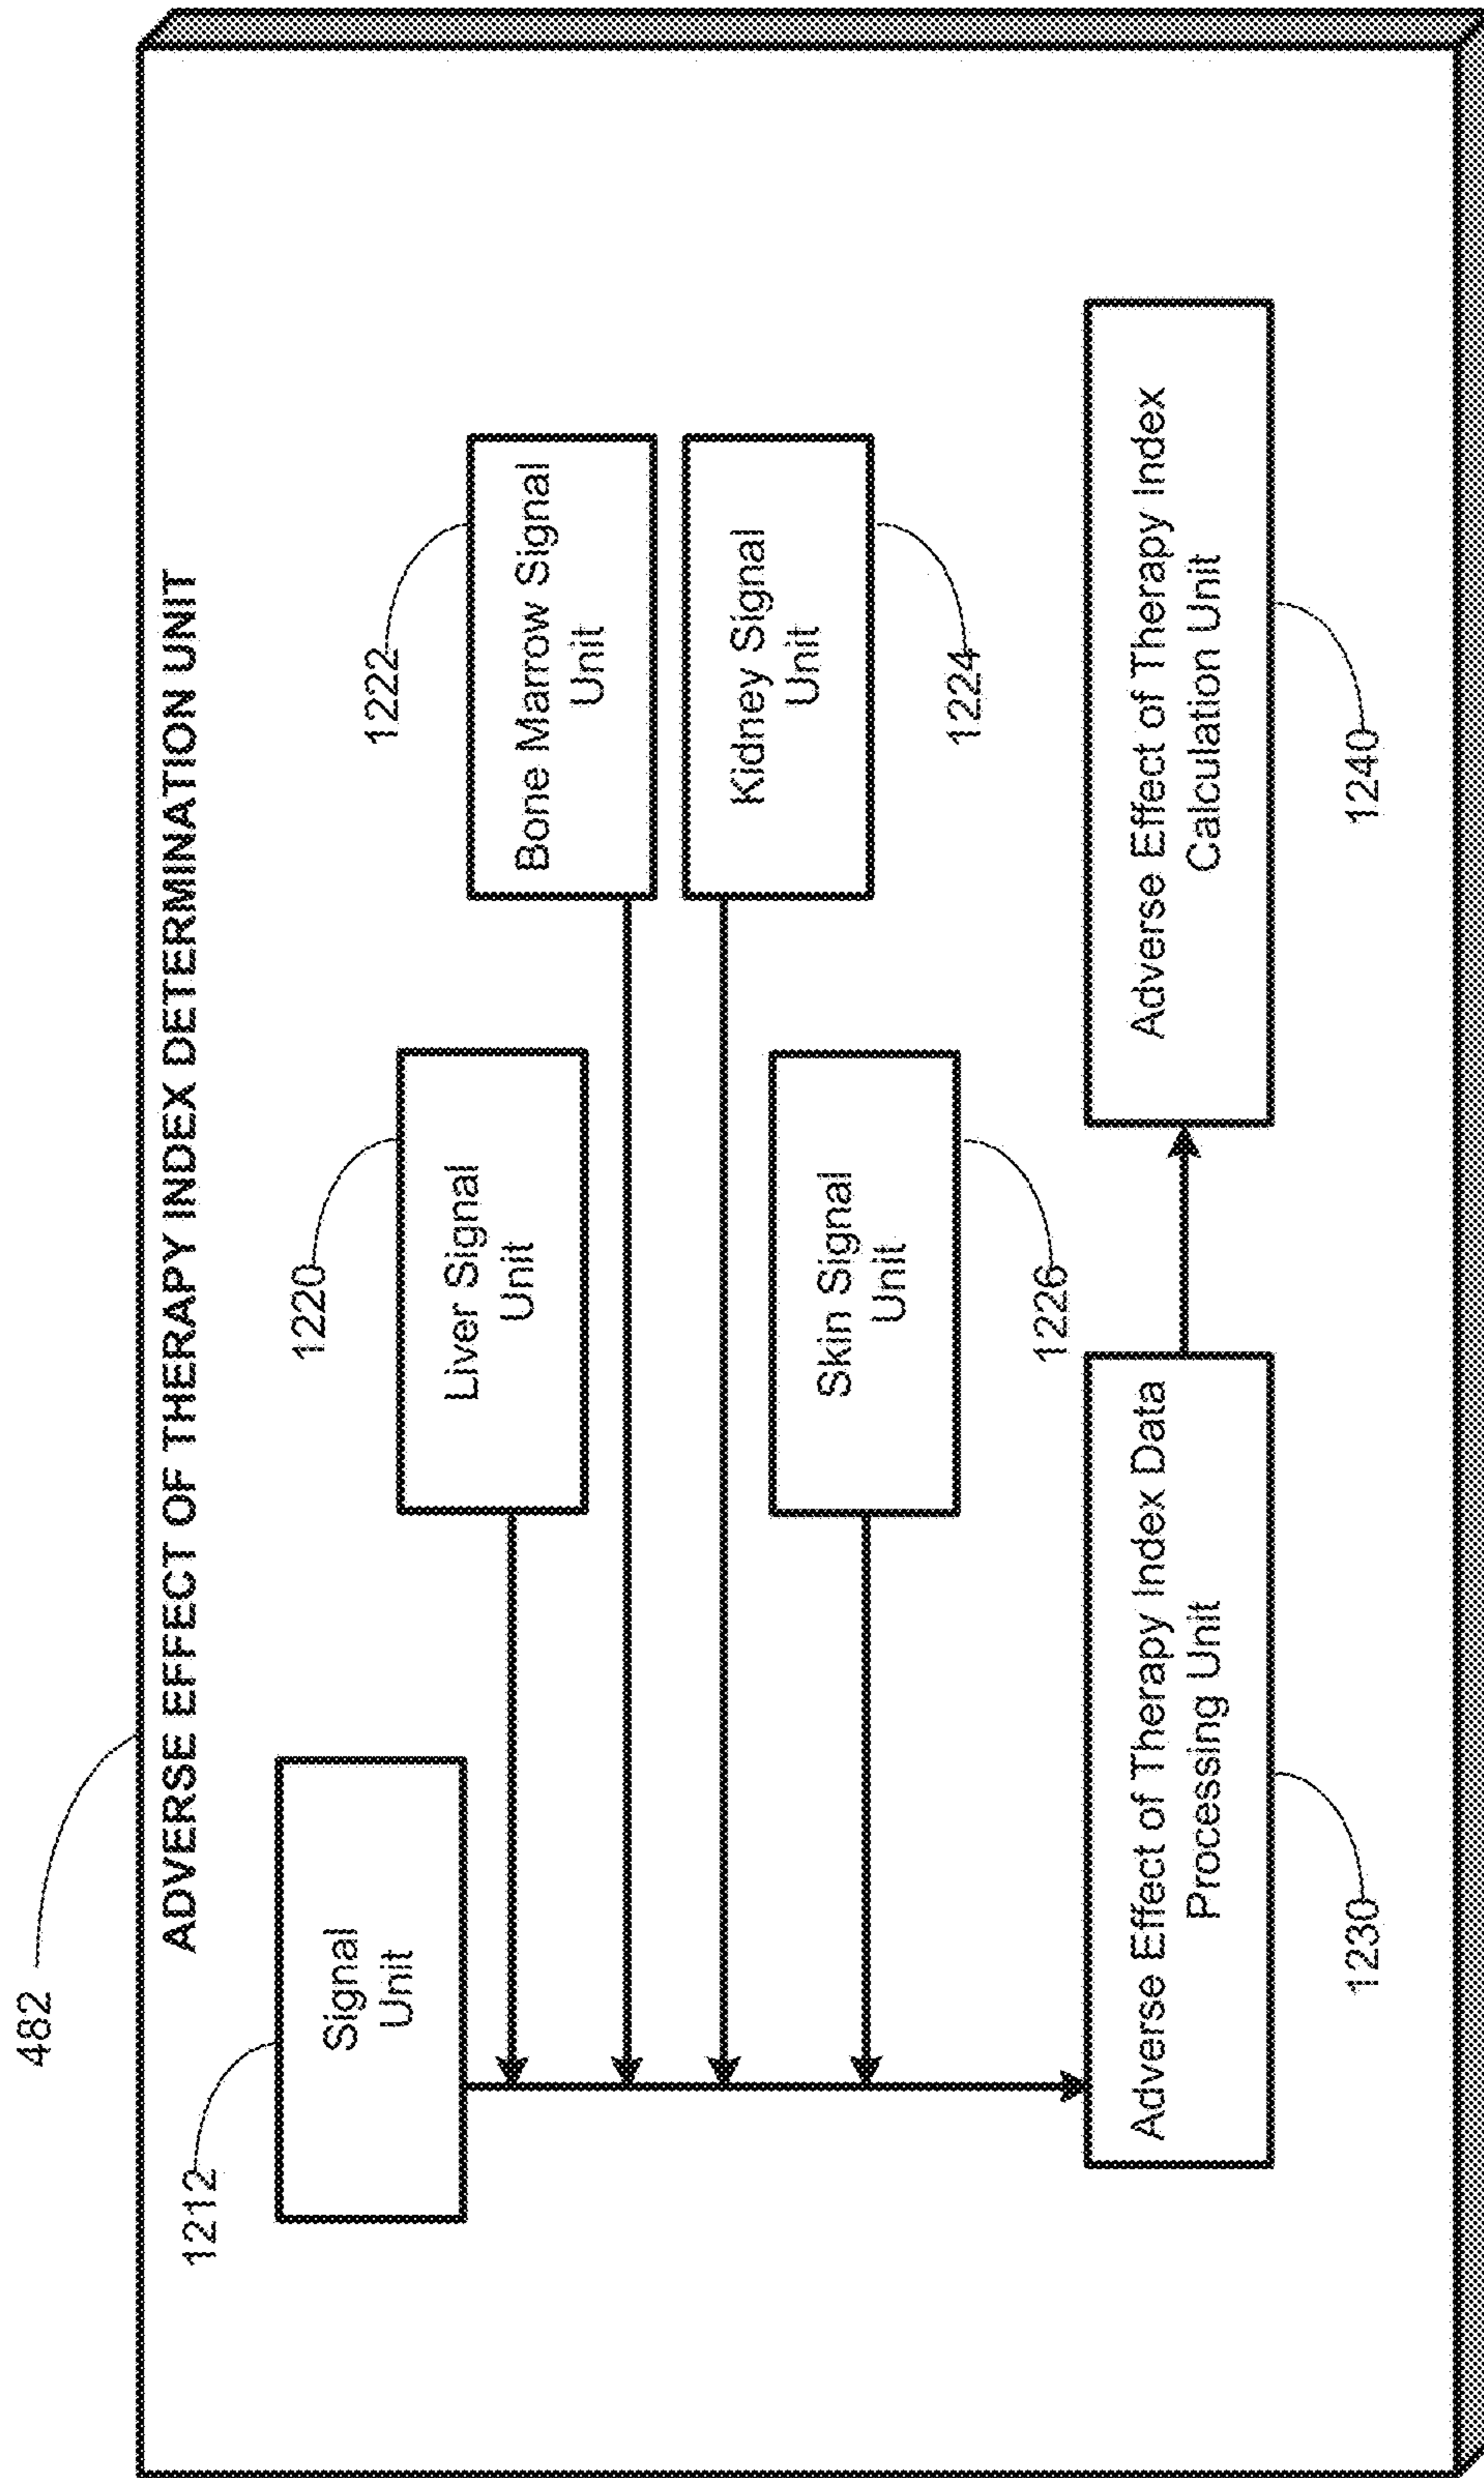 482
ADVERSE EFFECT OF THERAPY INDEX DETERMINATION UNIT
1212
Signal
Unit
1220
Liver Signal
Unit
1222
Bone Marrow Signal
Unit
Kidney Signal
Unit
1224
Skin Signal
Unit
1226
Adverse Effect of Therapy Index Data
Processing Unit
1230
Adverse Effect of Therapy Index
Calculation Unit
1240